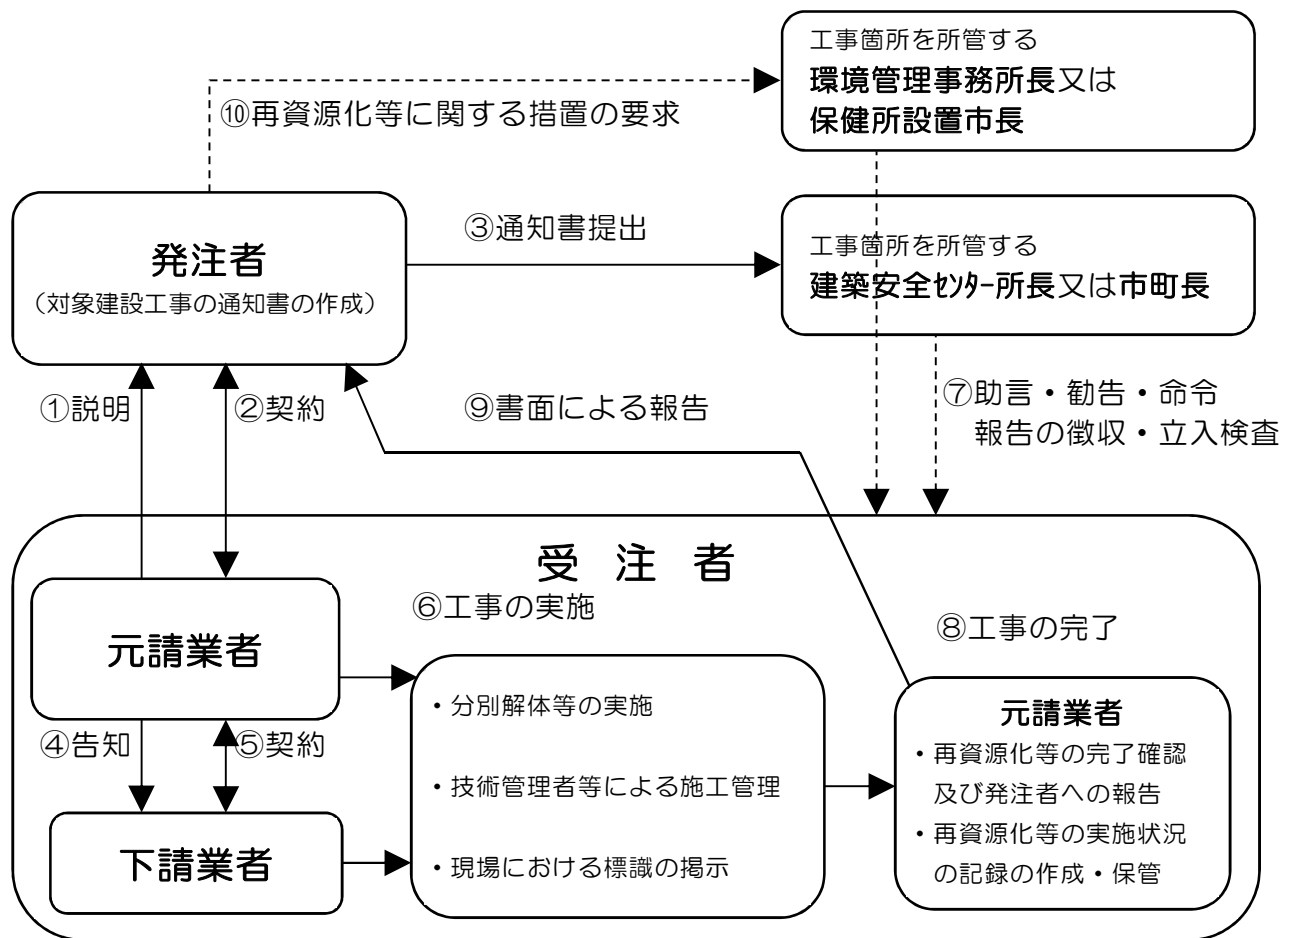 工事箇所を所管する
環境管理事務所長又は
保健所設置市長
⑩再資源化等に関する措置の要求
発注者
(対象建設工事の通知書の作成)
③通知書提出
工事箇所を所管する
建築安全ｾﾝﾀｰ所長又は市町長
①説明
②契約
⑨書面による報告
⑦助言・勧告・命令
報告の徴収・立入検査
受 注 者
元請業者
⑥工事の実施
⑧工事の完了
・分別解体等の実施
・技術管理者等による施工管理
・現場における標識の掲示
④告知
⑤契約
下請業者
元請業者
・再資源化等の完了確認
及び発注者への報告
・再資源化等の実施状況
の記録の作成・保管